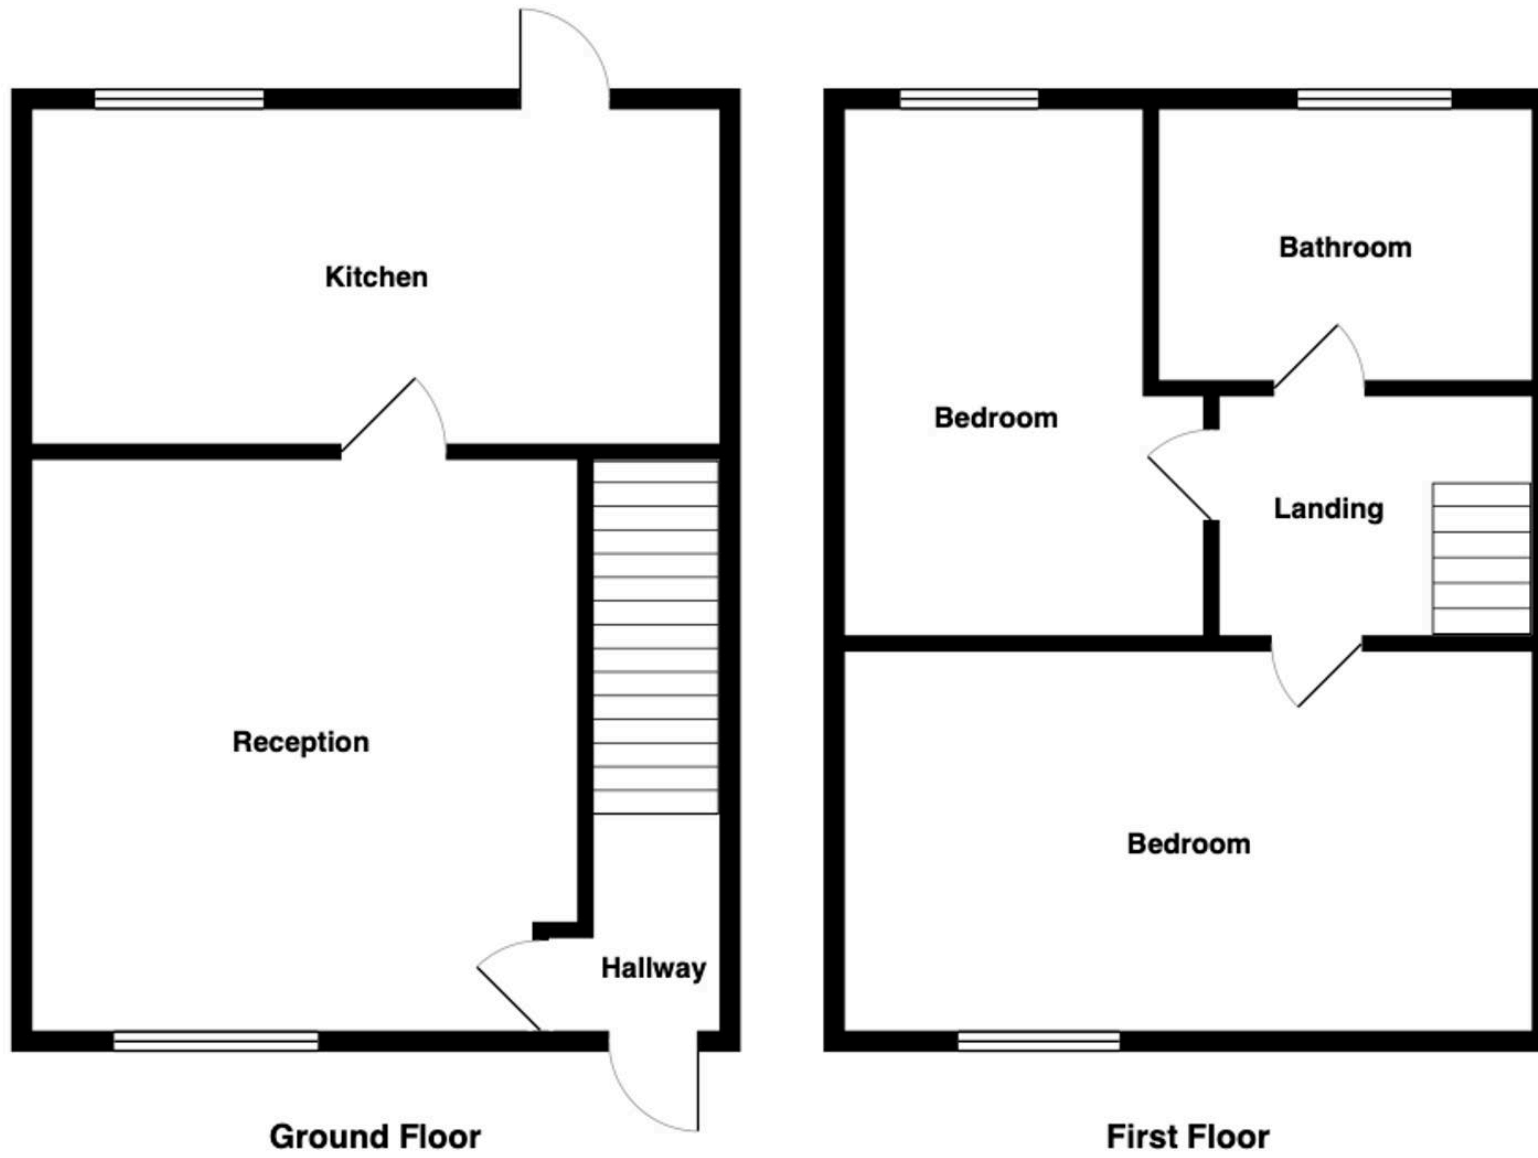 Kitchen
Reception
Hallway
Ground Floor
Bathroom
Bedroom
Landing
Bedroom
First Floor